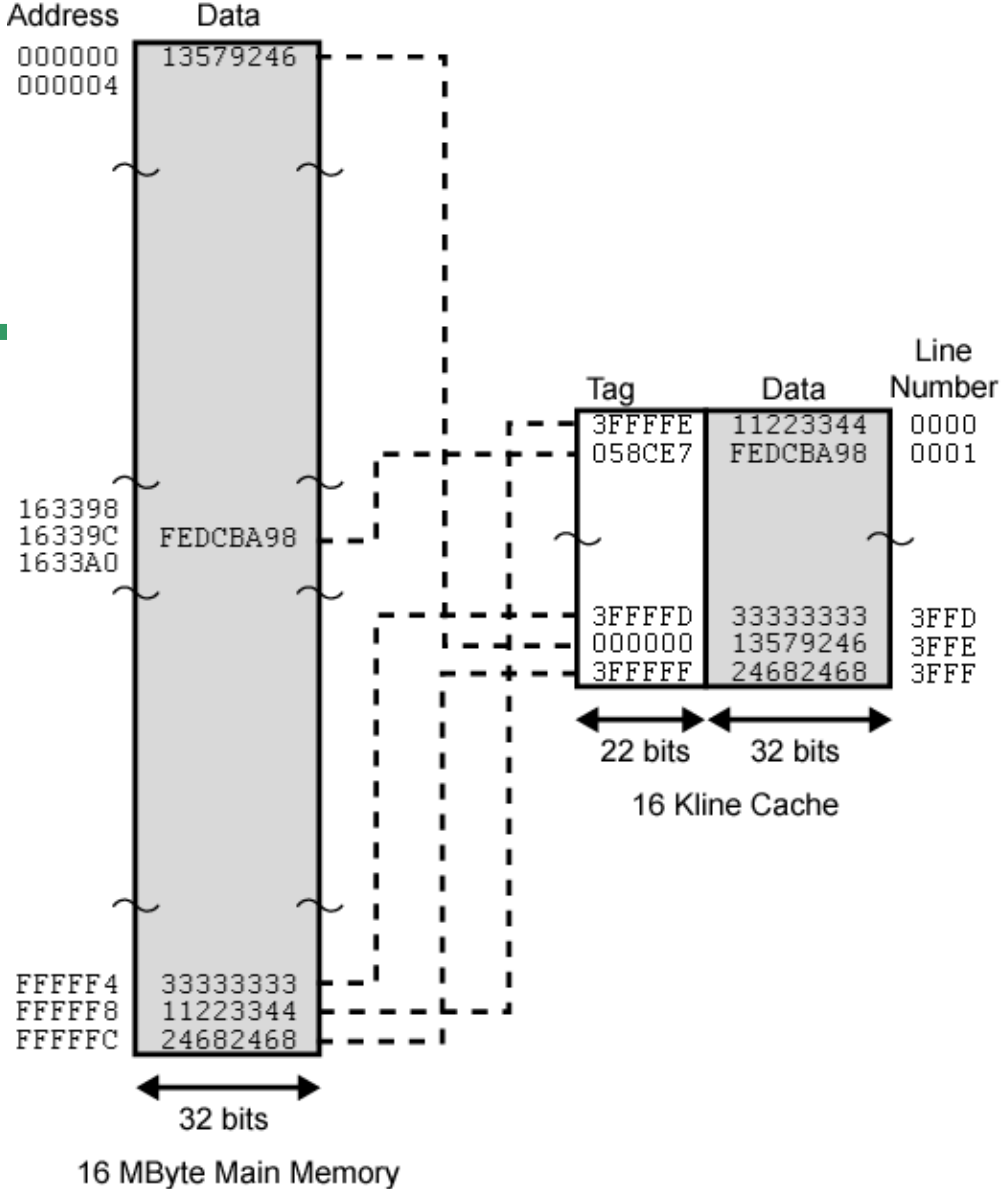 Address Data
000000 13579246
000004
163398
16339C FEDCBA98
1633A0
FFFFF4 33333333
FFFFF8 11223344
FFFFFC 24682468
32 bits
16 MByte Main Memory
Line
Tag Data Number
3FFFFE 11223344 0000
058CE7 FEDCBA98 0001
3FFFFD 33333333 3FFD
000000 13579246 3FFE
3FFFFF 24682468 3FFF
22 bits 32 bits
16 Kline Cache